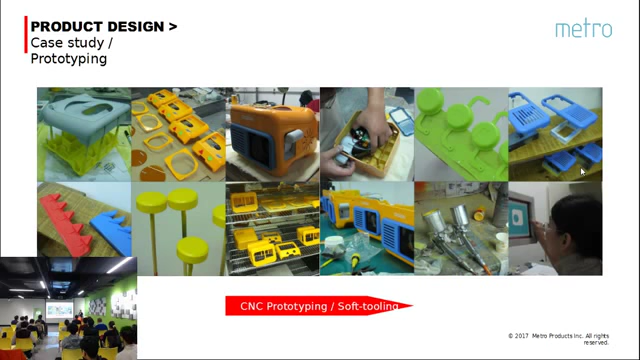 PRODUCT DESIGN >
metro
Case study /
Prototyping
CNC Prototyping / Soft-tooling
© 2017 Metro Products Inc. All rights
reserved.